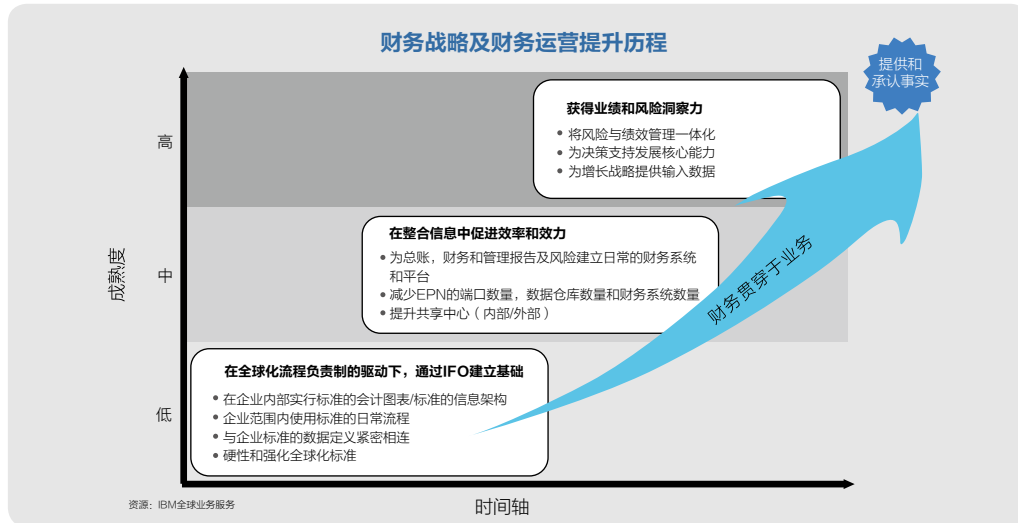 财务战略及财务运营提升历程
提供和
承认事实
高
获得业绩和风险洞察力
• 将风险与绩效管理一体化
• 为决策支持发展核心能力
• 为增长战略提供输入数据
成熟度
中
在整合信息中促进效率和效力
• 为总账，财务和管理报告及风险建立日常的财务系统
和平台
• 减少EPN的端口数量，数据仓库数量和财务系统数量
• 提升共享中心（内部/外部）
财务贯穿于业务
低
在全球化流程负责制的驱动下，通过IFO建立基础
• 在企业内部实行标准的会计图表/标准的信息架构
• 企业范围内使用标准的日常流程
• 与企业标准的数据定义紧密相连
• 硬性和强化全球化标准
资源：IBM全球业务服务
时间轴